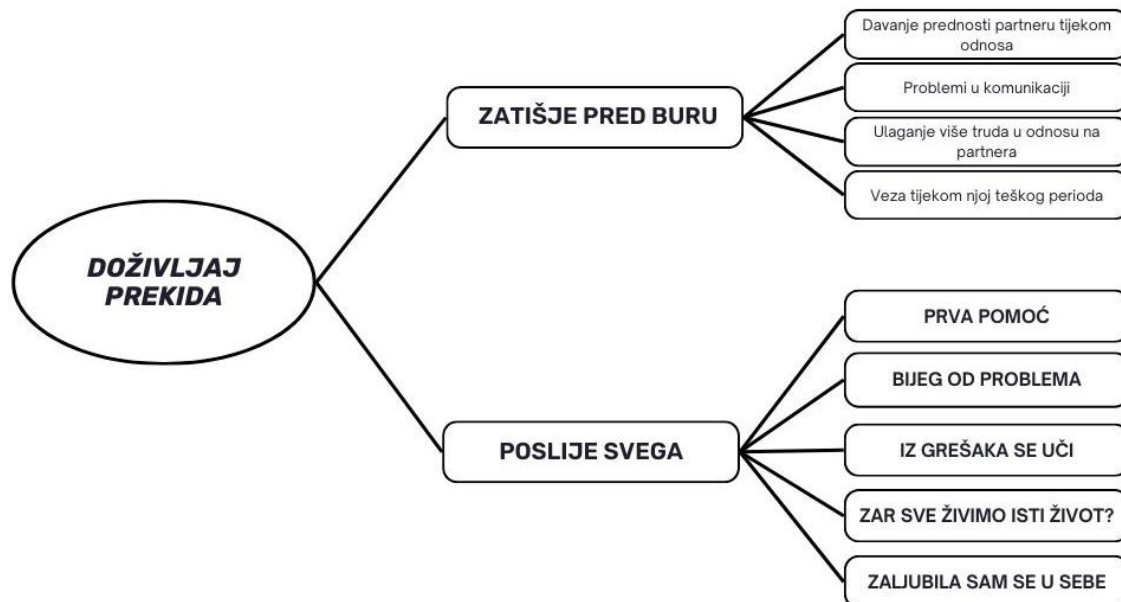 DOŽIVLJAJ
PREKIDA
ZATIŠJE PRED BURU
Davanje prednosti partneru tijekom
odnosa
Problemi u komunikaciji
Ulaganje više truda u odnosu na
partnera
Veza tijekom njoj teškog perioda
POSLIJE SVEGA
PRVA POMOĆ
BIJEG OD PROBLEMA
IZ GREŠAKA SE UČI
ZAR SVE ŽIVIMO ISTI ŽIVOT?
ZALJUBILA SAM SE U SEBE